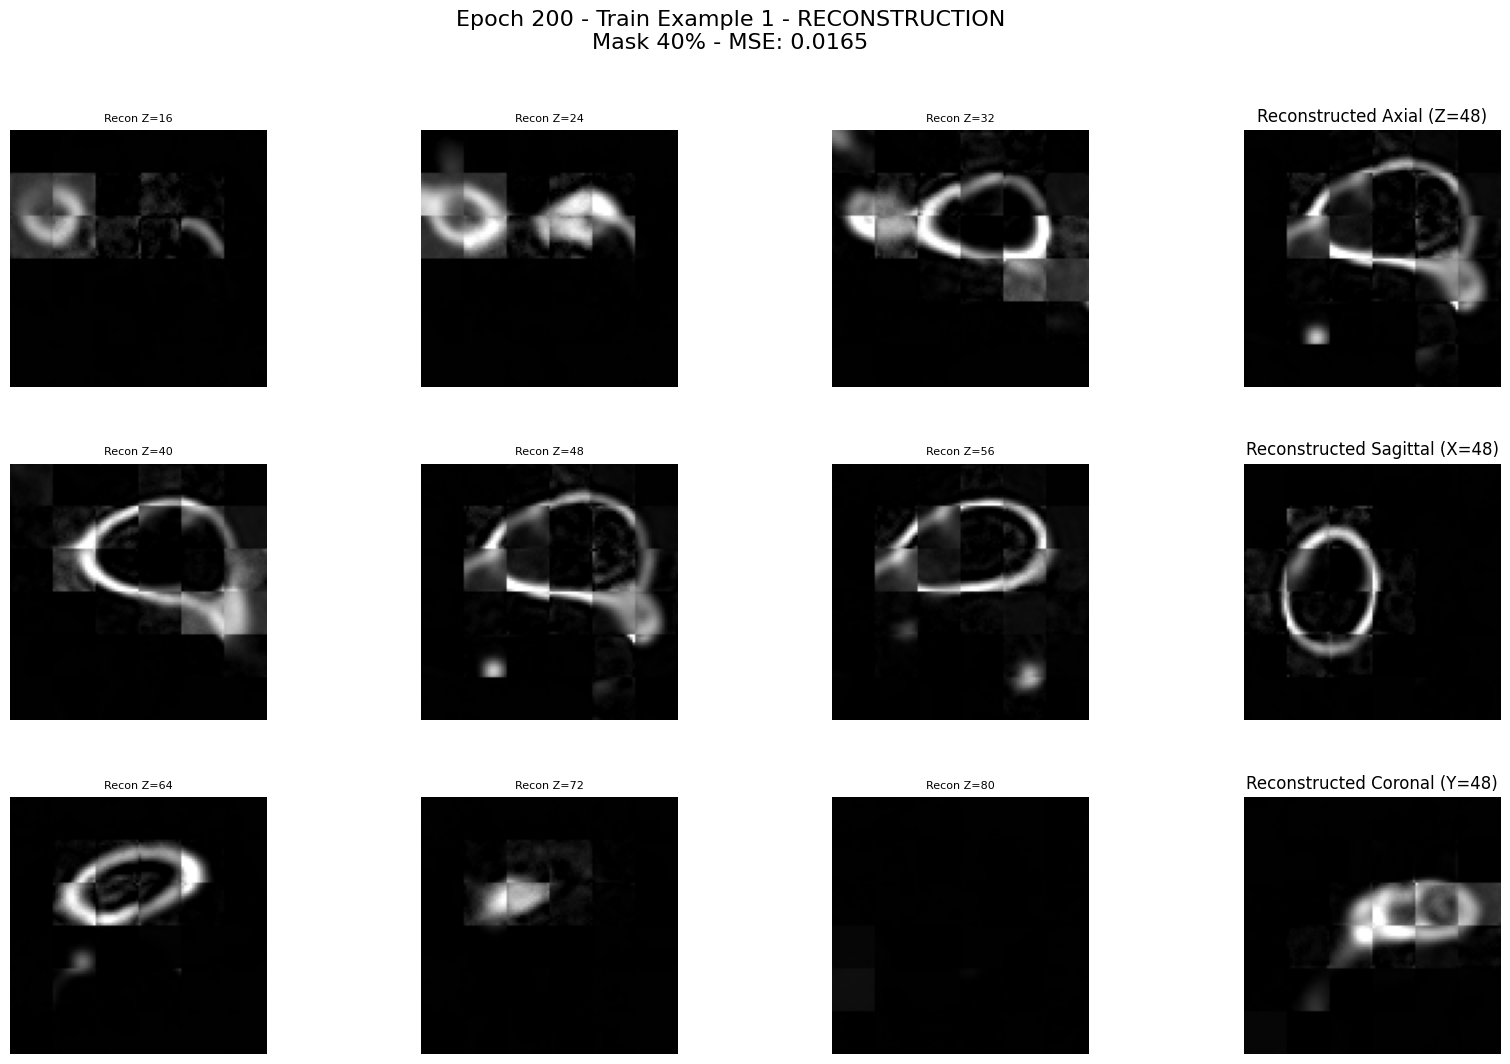 Epoch 200 - Train Example 1 - RECONSTRUCTION
Mask 40% - MSE: 0.0165
Recon Z=16
Recon Z=24
Recon Z=32
Reconstructed Axial (Z=48)
Recon Z=40
Recon Z=48
Recon Z=56
Reconstructed Sagittal (X=48)
Recon Z=64
Recon Z=72
Recon Z=80
Reconstructed Coronal (Y=48)